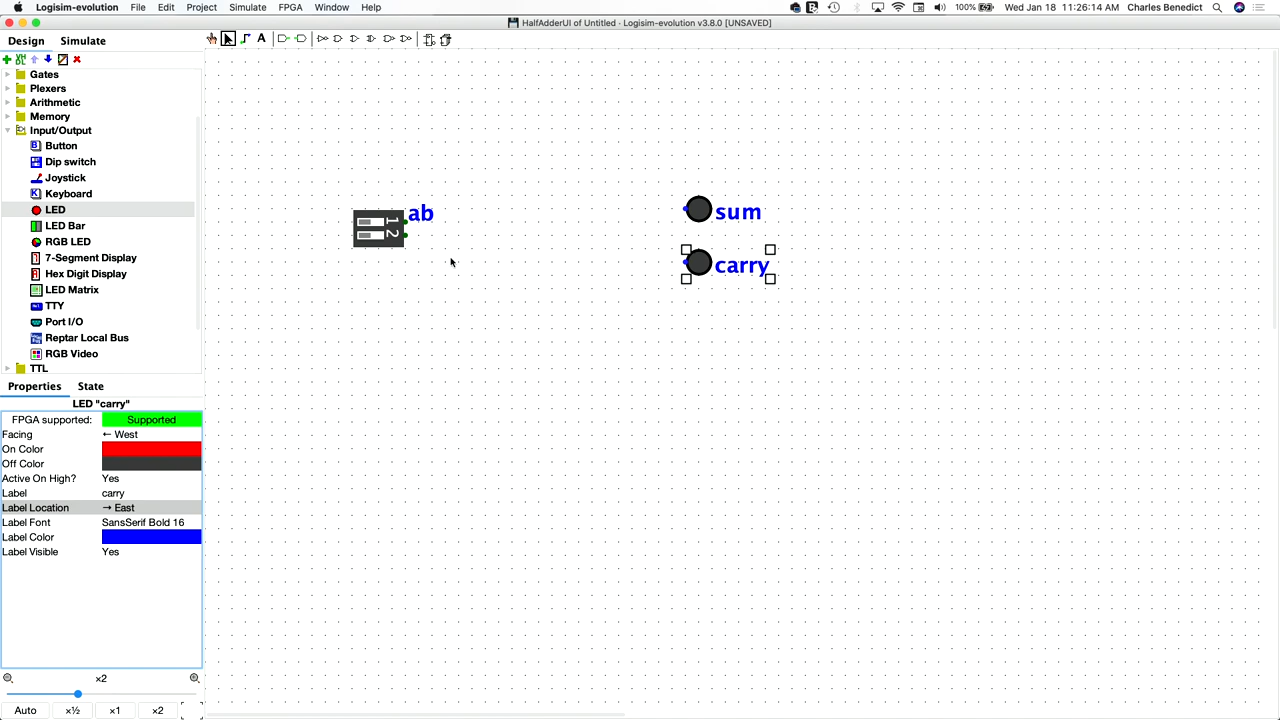 Logisim-evolution File Edit Project Simulate FPGA Window Help 100% Wed Jan 18 11:26:14 AM Charles Benedict
HalfAdderUI of Untitled · Logisim-evolution v3.8.0 [UNSAVED]
Design Simulate
A
Gates
Plexers
Arithmetic
Memory
Input/Output
Button
Dip switch
Joystick
Keyboard
LED
LED Bar
RGB LED
7-Segment Display
Hex Digit Display
LED Matrix
TTY
Port I/O
Reptar Local Bus
RGB Video
TTL
ab
1
2
sum
carry
Properties State
LED "carry"
FPGA supported: Supported
Facing ← West
On Color
Off Color
Active On High? Yes
Label carry
Label Location → East
Label Font SansSerif Bold 16
Label Color
Label Visible Yes
×2
Auto ×½ ×1 ×2